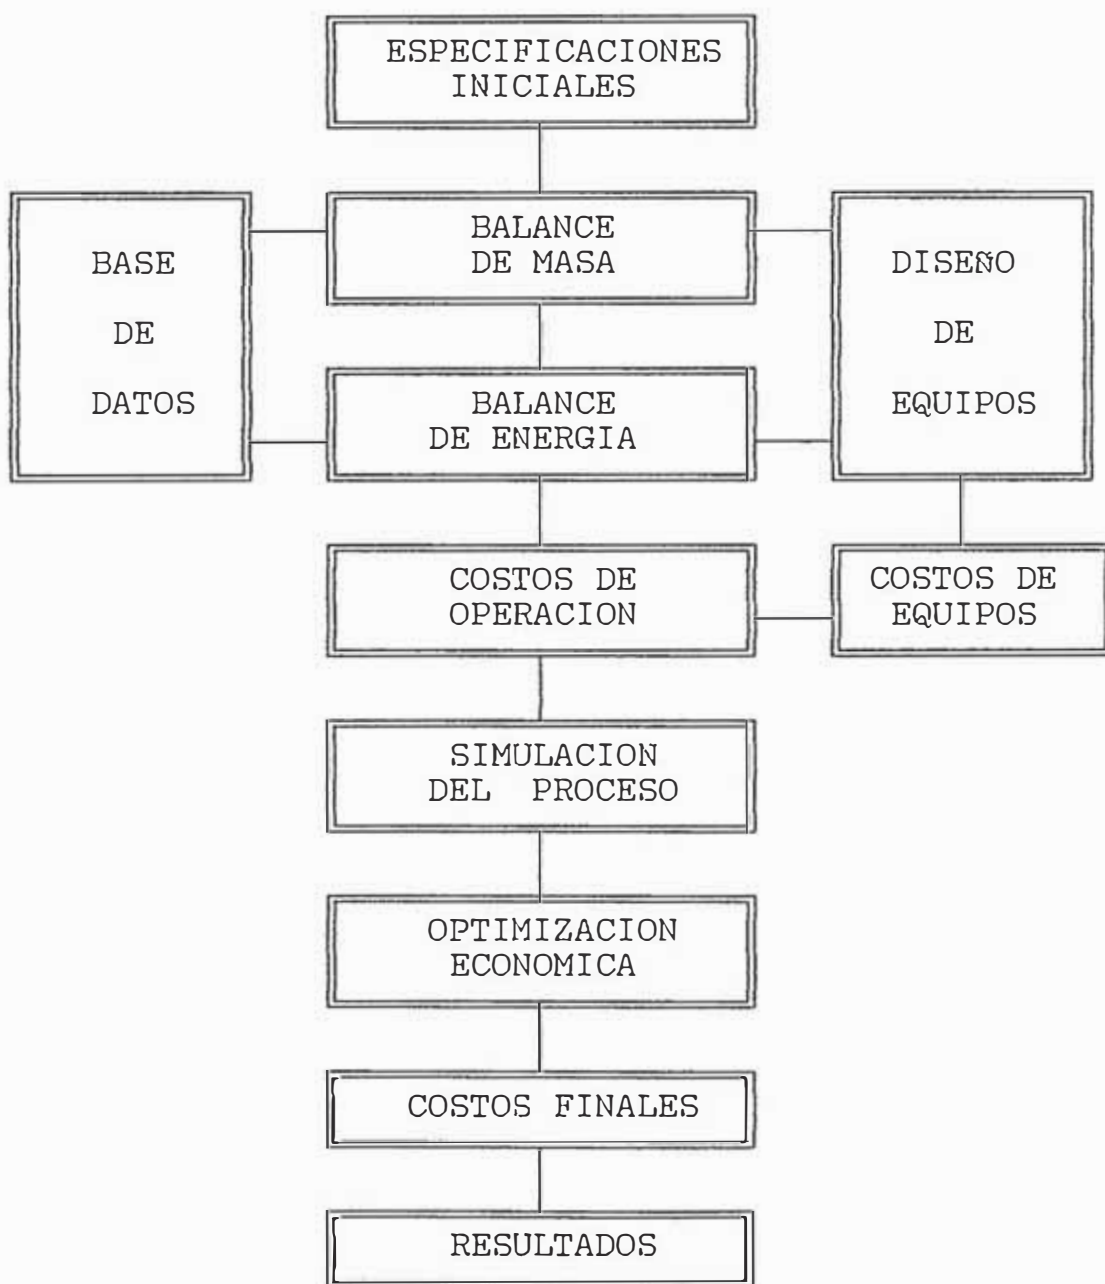 ESPECIFICACIONES
INICIALES
BALANCE
DE MASA
BASE
DE
DATOS
DISEÑO
DE
EQUIPOS
BALANCE
DE ENERGIA
COSTOS DE
OPERACION
COSTOS DE
EQUIPOS
SIMULACION
DEL PROCESO
OPTIMIZACION
ECONOMICA
COSTOS FINALES
RESULTADOS